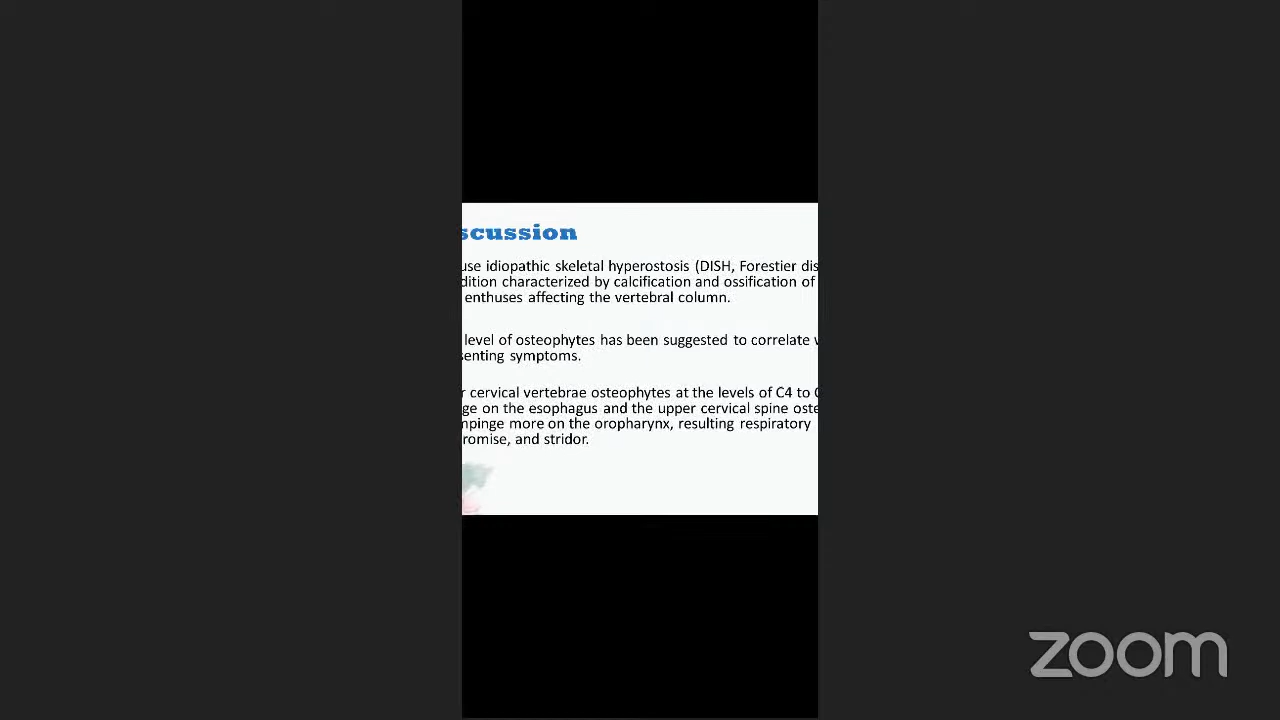 scussion
use idiopathic skeletal hyperostosis (DISH, Forestier dis
dition characterized by calcification and ossification of
enthuses affecting the vertebral column.
level of osteophytes has been suggested to correlate
senting symptoms.
r cervical vertebrae osteophytes at the levels of C4 to
ge on the esophagus and the upper cervical spine oste
mpinge more on the oropharynx, resulting respiratory
romise, and stridor.
zoom